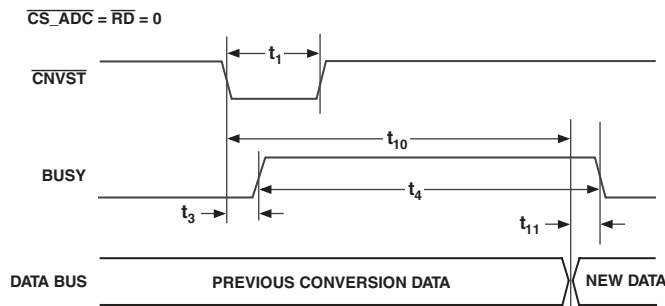 CS_ADC = RD = 0
CNVST
t1
t10
BUSY
t4
t3
t11
DATA BUS
PREVIOUS CONVERSION DATA
NEW DATA